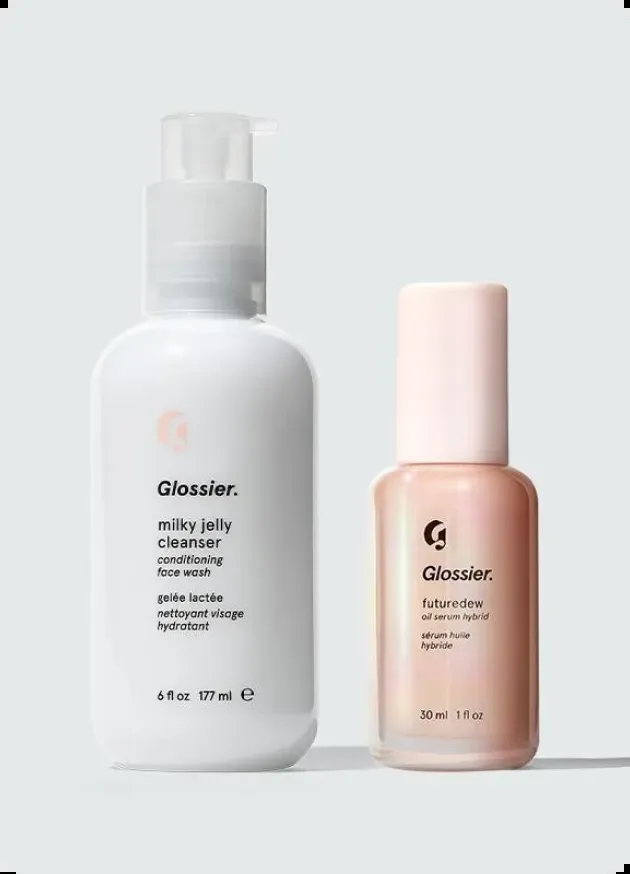 Glossier.
milky jelly
cleanser
conditioning
face wash
gelée lactée
nettoyant visage
hydratant
6 fl oz 177 ml ℮
Glossier.
futuredew
oil serum hybrid
sérum huile
hybride
30 ml 1 fl oz